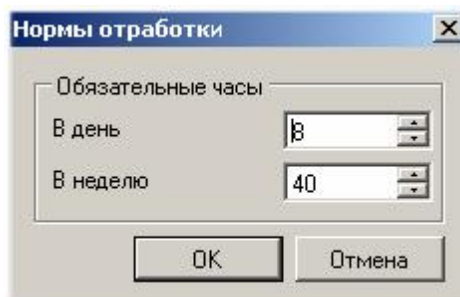 Нормы отработки
Обязательные часы
В день 8
В неделю 40
OK Отмена